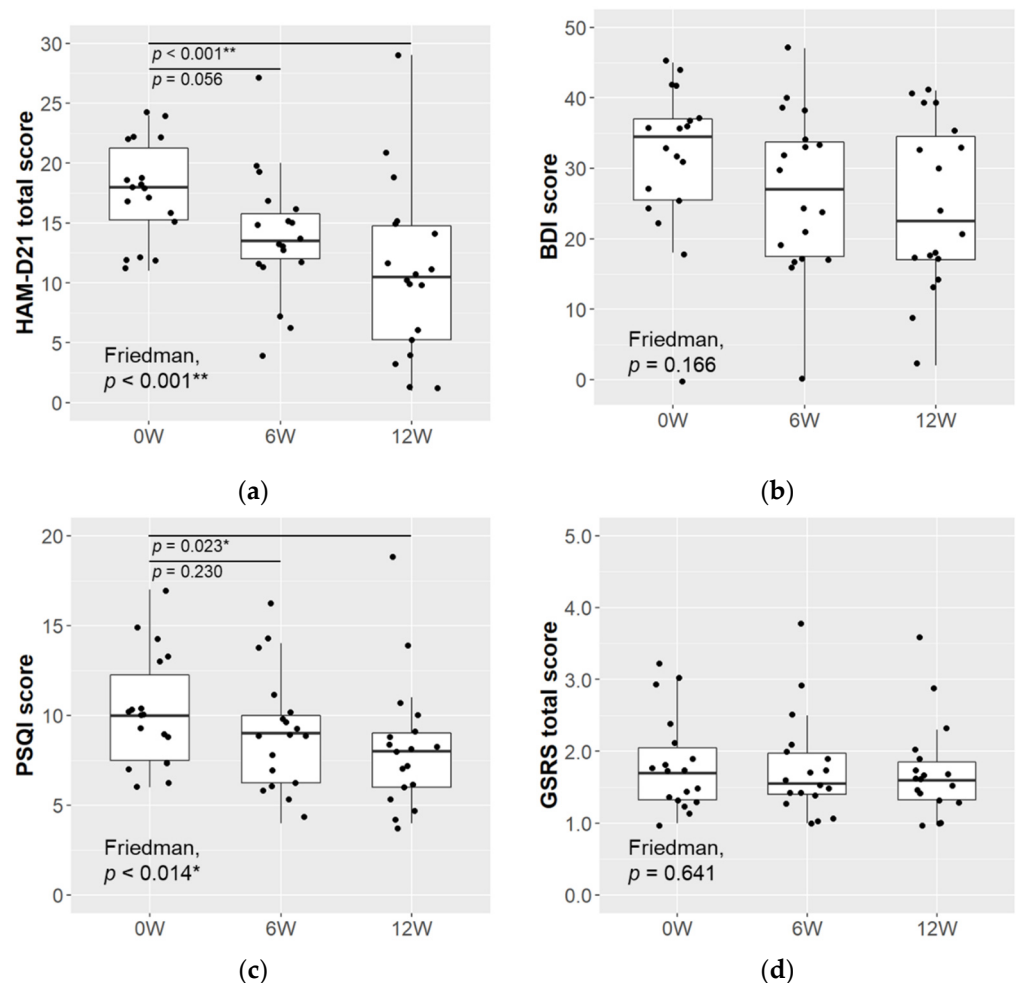 HAM-D21 total score
30
25
20
15
10
5
0
p < 0.001**
p = 0.056
Friedman,
p < 0.001**
0W 6W 12W
(a)
BDI score
50
40
30
20
10
0
Friedman,
p = 0.166
0W 6W 12W
(b)
PSQI score
20
15
10
5
0
p = 0.023*
p = 0.230
Friedman,
p < 0.014*
0W 6W 12W
(c)
GSRS total score
5.0
4.0
3.0
2.0
1.0
0.0
Friedman,
p = 0.641
0W 6W 12W
(d)